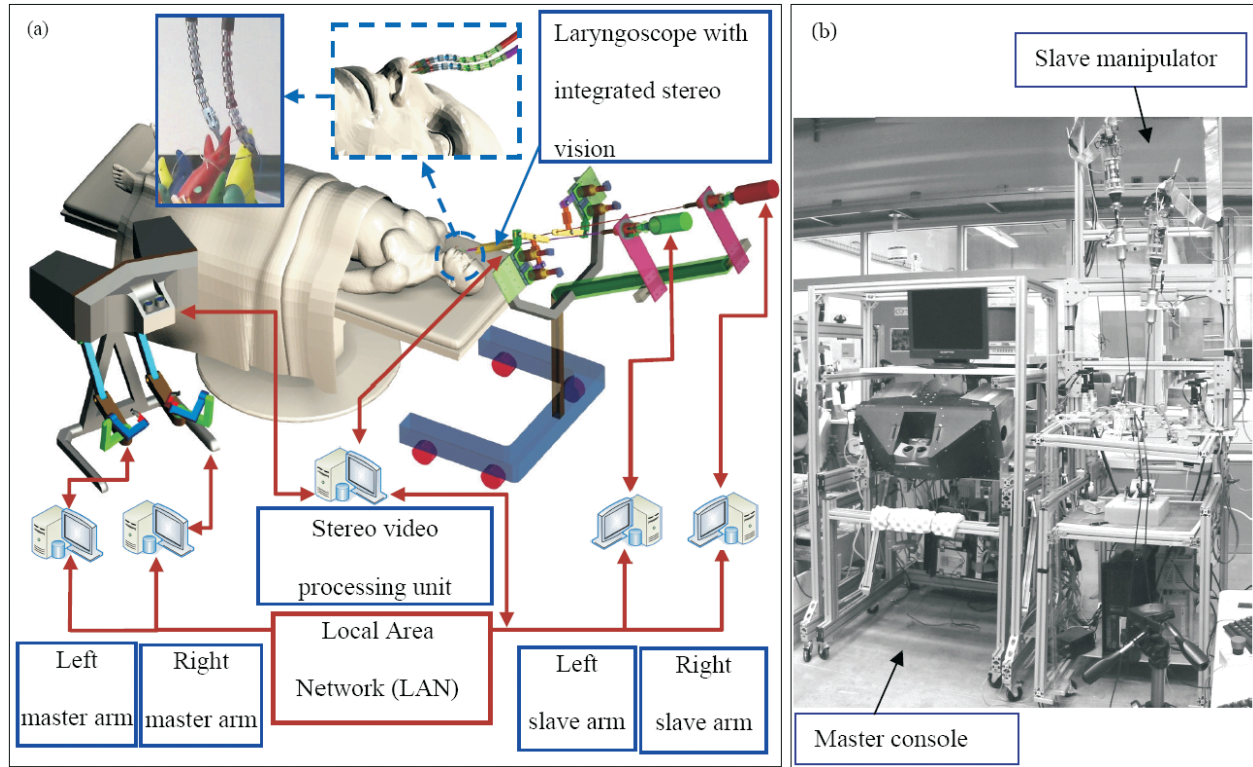 (a)
Laryngoscope with
integrated stereo
vision
Stereo video
processing unit
Local Area
Network (LAN)
Left
master arm
Right
master arm
Left
slave arm
Right
slave arm
(b)
Slave manipulator
Master console